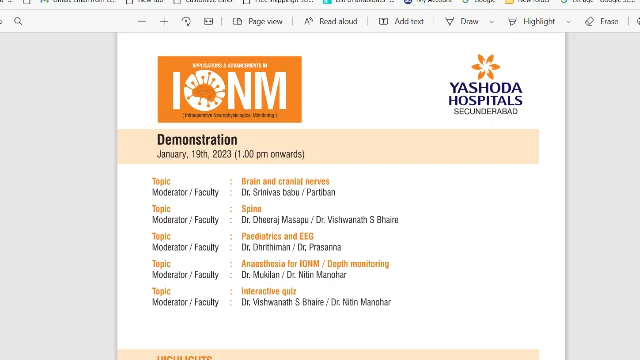 Page view
Read aloud
Add text
Draw
Highlight
Erase
APPLICATIONS & ADVANCEMENTS IN
IONM
[ Intraoperative Neurophysiological Monitoring ]
YASHODA
HOSPITALS
SECUNDERABAD
Demonstration
January, 19th, 2023 (1.00 pm onwards)
Topic : Brain and cranial nerves
Moderator / Faculty : Dr. Srinivas babu / Partiban
Topic : Spine
Moderator / Faculty : Dr. Dheeraj Masapu / Dr. Vishwanath S Bhaire
Topic : Paediatrics and EEG
Moderator / Faculty : Dr. Dhrithiman / Dr. Prasanna
Topic : Anaesthesia for IONM / Depth monitoring
Moderator / Faculty : Dr. Mukilan / Dr. Nitin Manohar
Topic : Interactive quiz
Moderator / Faculty : Dr. Vishwanath S Bhaire / Dr. Nitin Manohar
HIGHLIGHTS